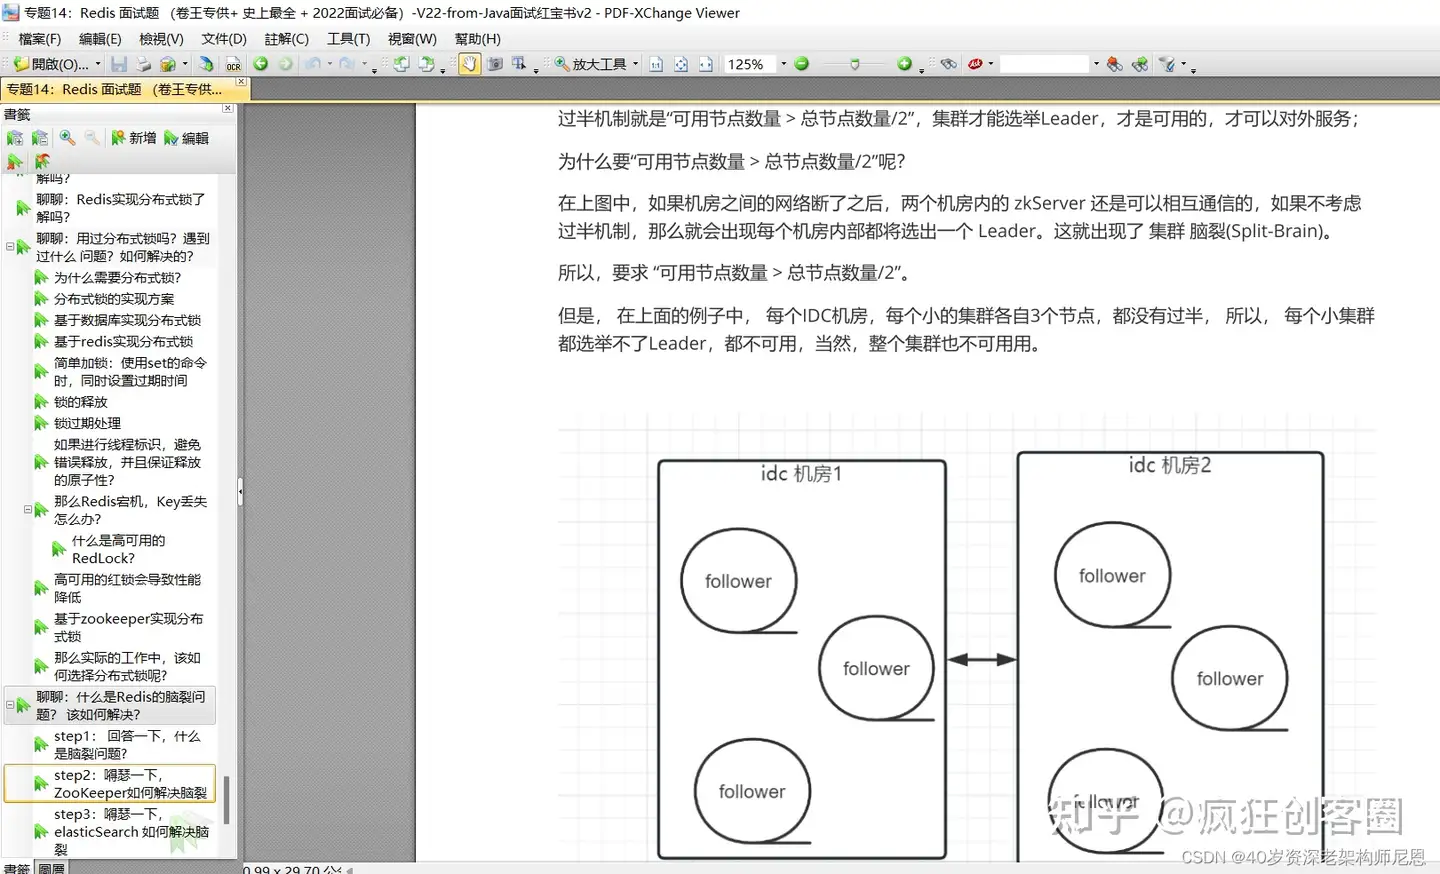 专题14：Redis 面试题 （卷王专供+ 史上最全 + 2022面试必备）-V22-from-Java面试红宝书v2 - PDF-XChange Viewer
檔案(F) 編輯(E) 檢視(V) 文件(D) 註解(C) 工具(T) 視窗(W) 幫助(H)
開啟(O)... OCR 放大工具 125%
专题14：Redis 面试题 （卷王专供...
書籤
新增 編輯
解吗？
聊聊：Redis实现分布式锁了
解吗？
聊聊：用过分布式锁吗？遇到
过什么 问题？如何解决的？
为什么需要分布式锁？
分布式锁的实现方案
基于数据库实现分布式锁
基于redis实现分布式锁
简单加锁：使用set的命令
时，同时设置过期时间
锁的释放
锁过期处理
如果进行线程标识，避免
错误释放，并且保证释放
的原子性？
那么Redis宕机，Key丢失
怎么办？
什么是高可用的
RedLock？
高可用的红锁会导致性能
降低
基于zookeeper实现分布
式锁
那么实际的工作中，该如
何选择分布式锁呢？
聊聊：什么是Redis的脑裂问
题？ 该如何解决？
step1： 回答一下，什么
是脑裂问题？
step2：嘚瑟一下，
ZooKeeper如何解决脑裂
step3：嘚瑟一下，
elasticSearch 如何解决脑
裂
書籤 圖層
过半机制就是“可用节点数量 > 总节点数量/2”，集群才能选举Leader，才是可用的，才可以对外服务；
为什么要“可用节点数量 > 总节点数量/2”呢？
在上图中，如果机房之间的网络断了之后，两个机房内的 zkServer 还是可以相互通信的，如果不考虑
过半机制，那么就会出现每个机房内部都将选出一个 Leader。这就出现了 集群 脑裂(Split-Brain)。
所以，要求 “可用节点数量 > 总节点数量/2”。
但是， 在上面的例子中， 每个IDC机房，每个小的集群各自3个节点，都没有过半， 所以， 每个小集群
都选举不了Leader，都不可用，当然，整个集群也不可用用。
idc 机房1
follower
follower
follower
idc 机房2
follower
follower
follower
知乎 @疯狂创客圈
CSDN @40岁资深老架构师尼恩
0.99 x 29.70 公分